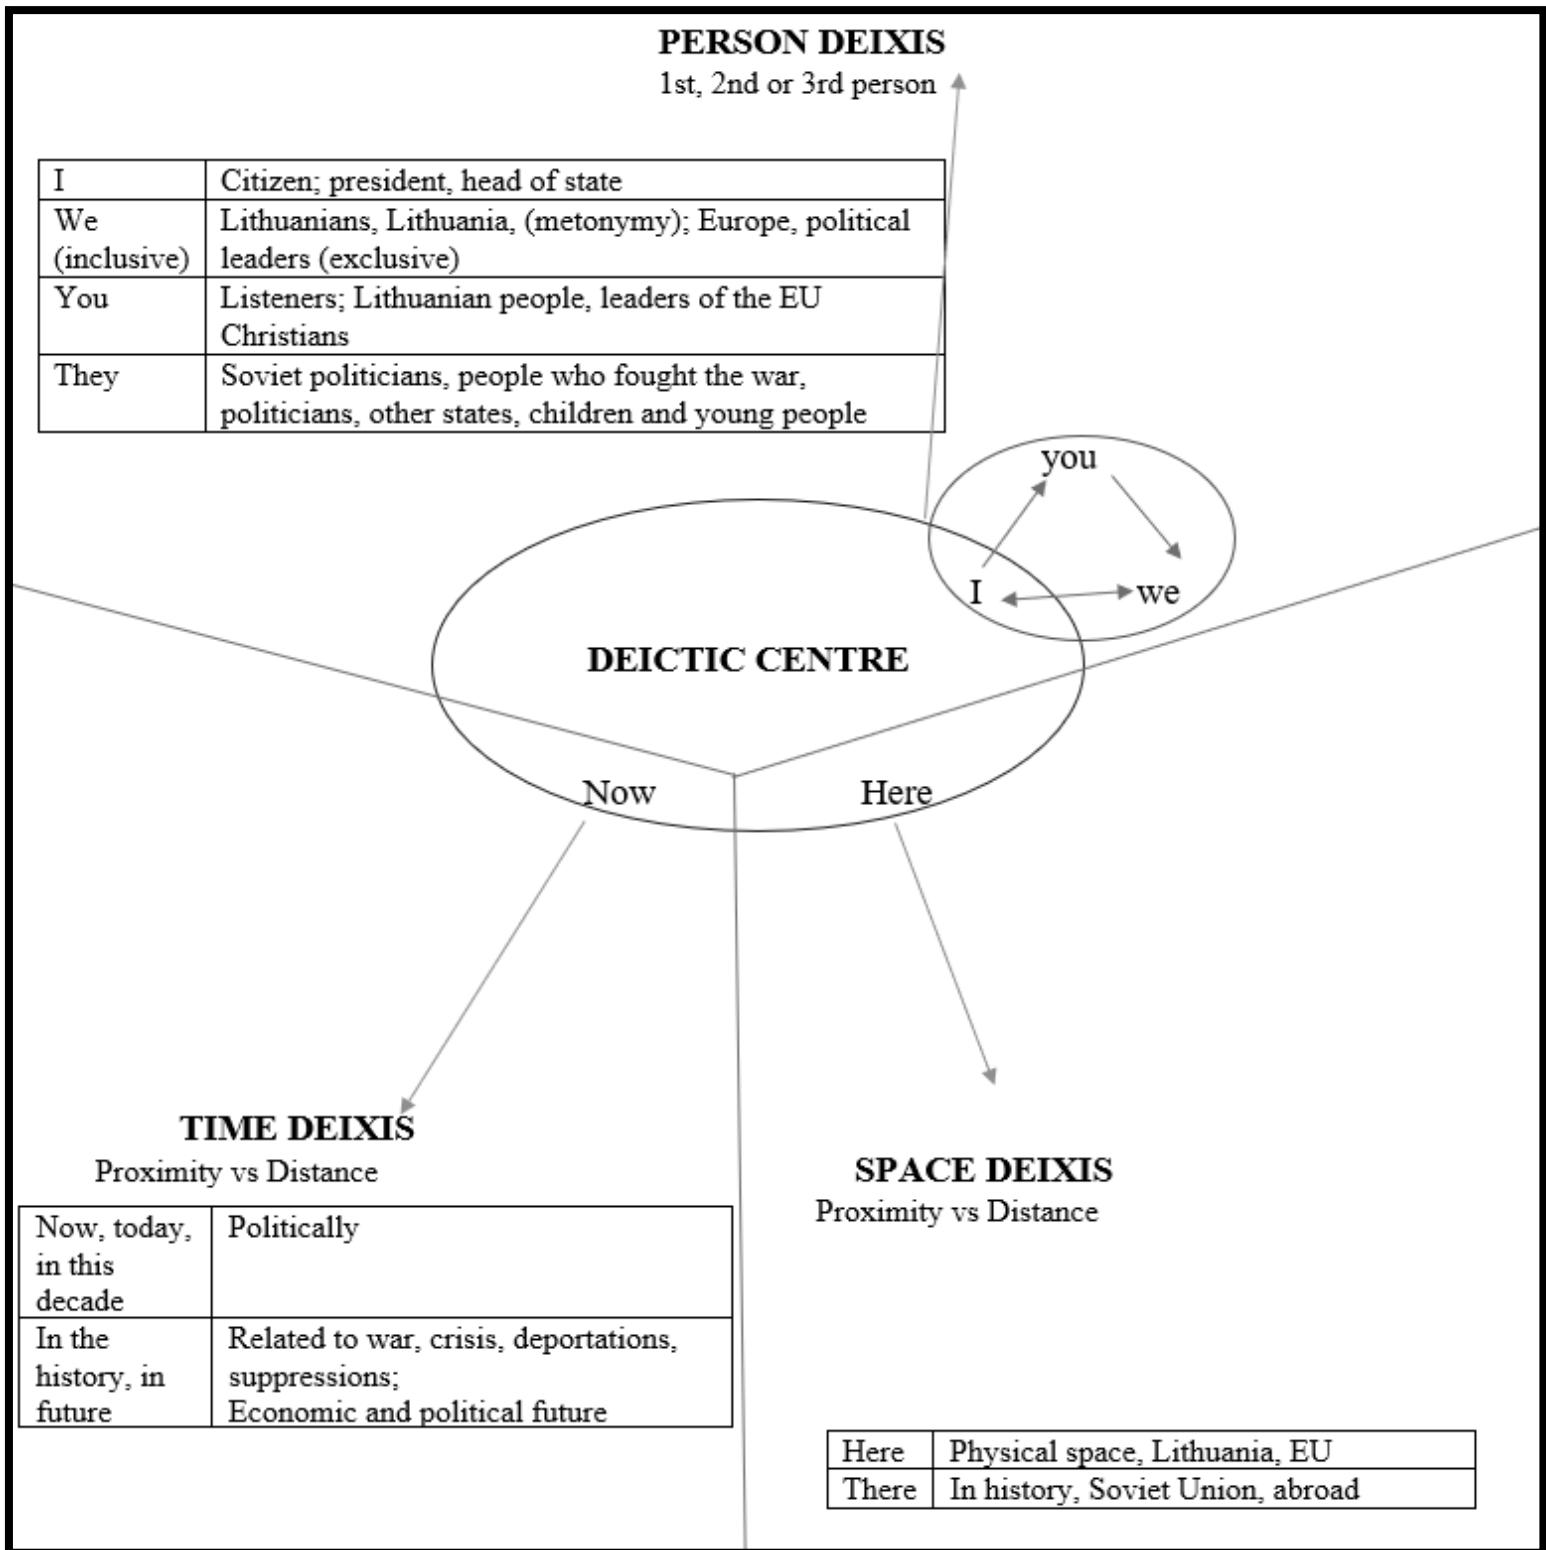 PERSON DEIXIS
1st, 2nd or 3rd person
I Citizen; president, head of state
We Lithuanians, Lithuania, (metonymy); Europe, political
(inclusive) leaders (exclusive)
You Listeners; Lithuanian people, leaders of the EU
Christians
They Soviet politicians, people who fought the war,
politicians, other states, children and young people
you
I we
DEICTIC CENTRE
Now Here
TIME DEIXIS
Proximity vs Distance
Now, today, Politically
in this
decade
In the Related to war, crisis, deportations,
history, in suppressions;
future Economic and political future
SPACE DEIXIS
Proximity vs Distance
Here Physical space, Lithuania, EU
There In history, Soviet Union, abroad